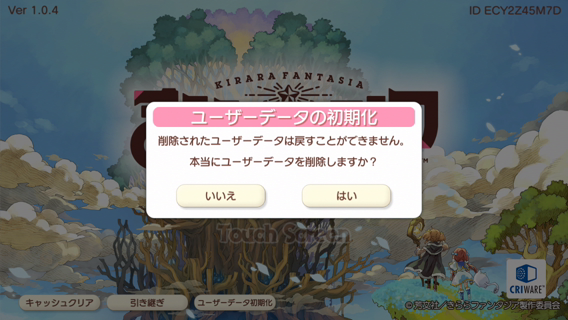 Ver 1.0.4
ID ECY2Z45M7D
KIRARA FANTASIA
ユーザーデータの初期化
削除されたユーザーデータは戻すことができません。
本当にユーザーデータを削除しますか？
いいえ
はい
Touch Screen
CRIWARE
キャッシュクリア
引き継ぎ
ユーザーデータ初期化
© 芳文社／きららファンタジア製作委員会